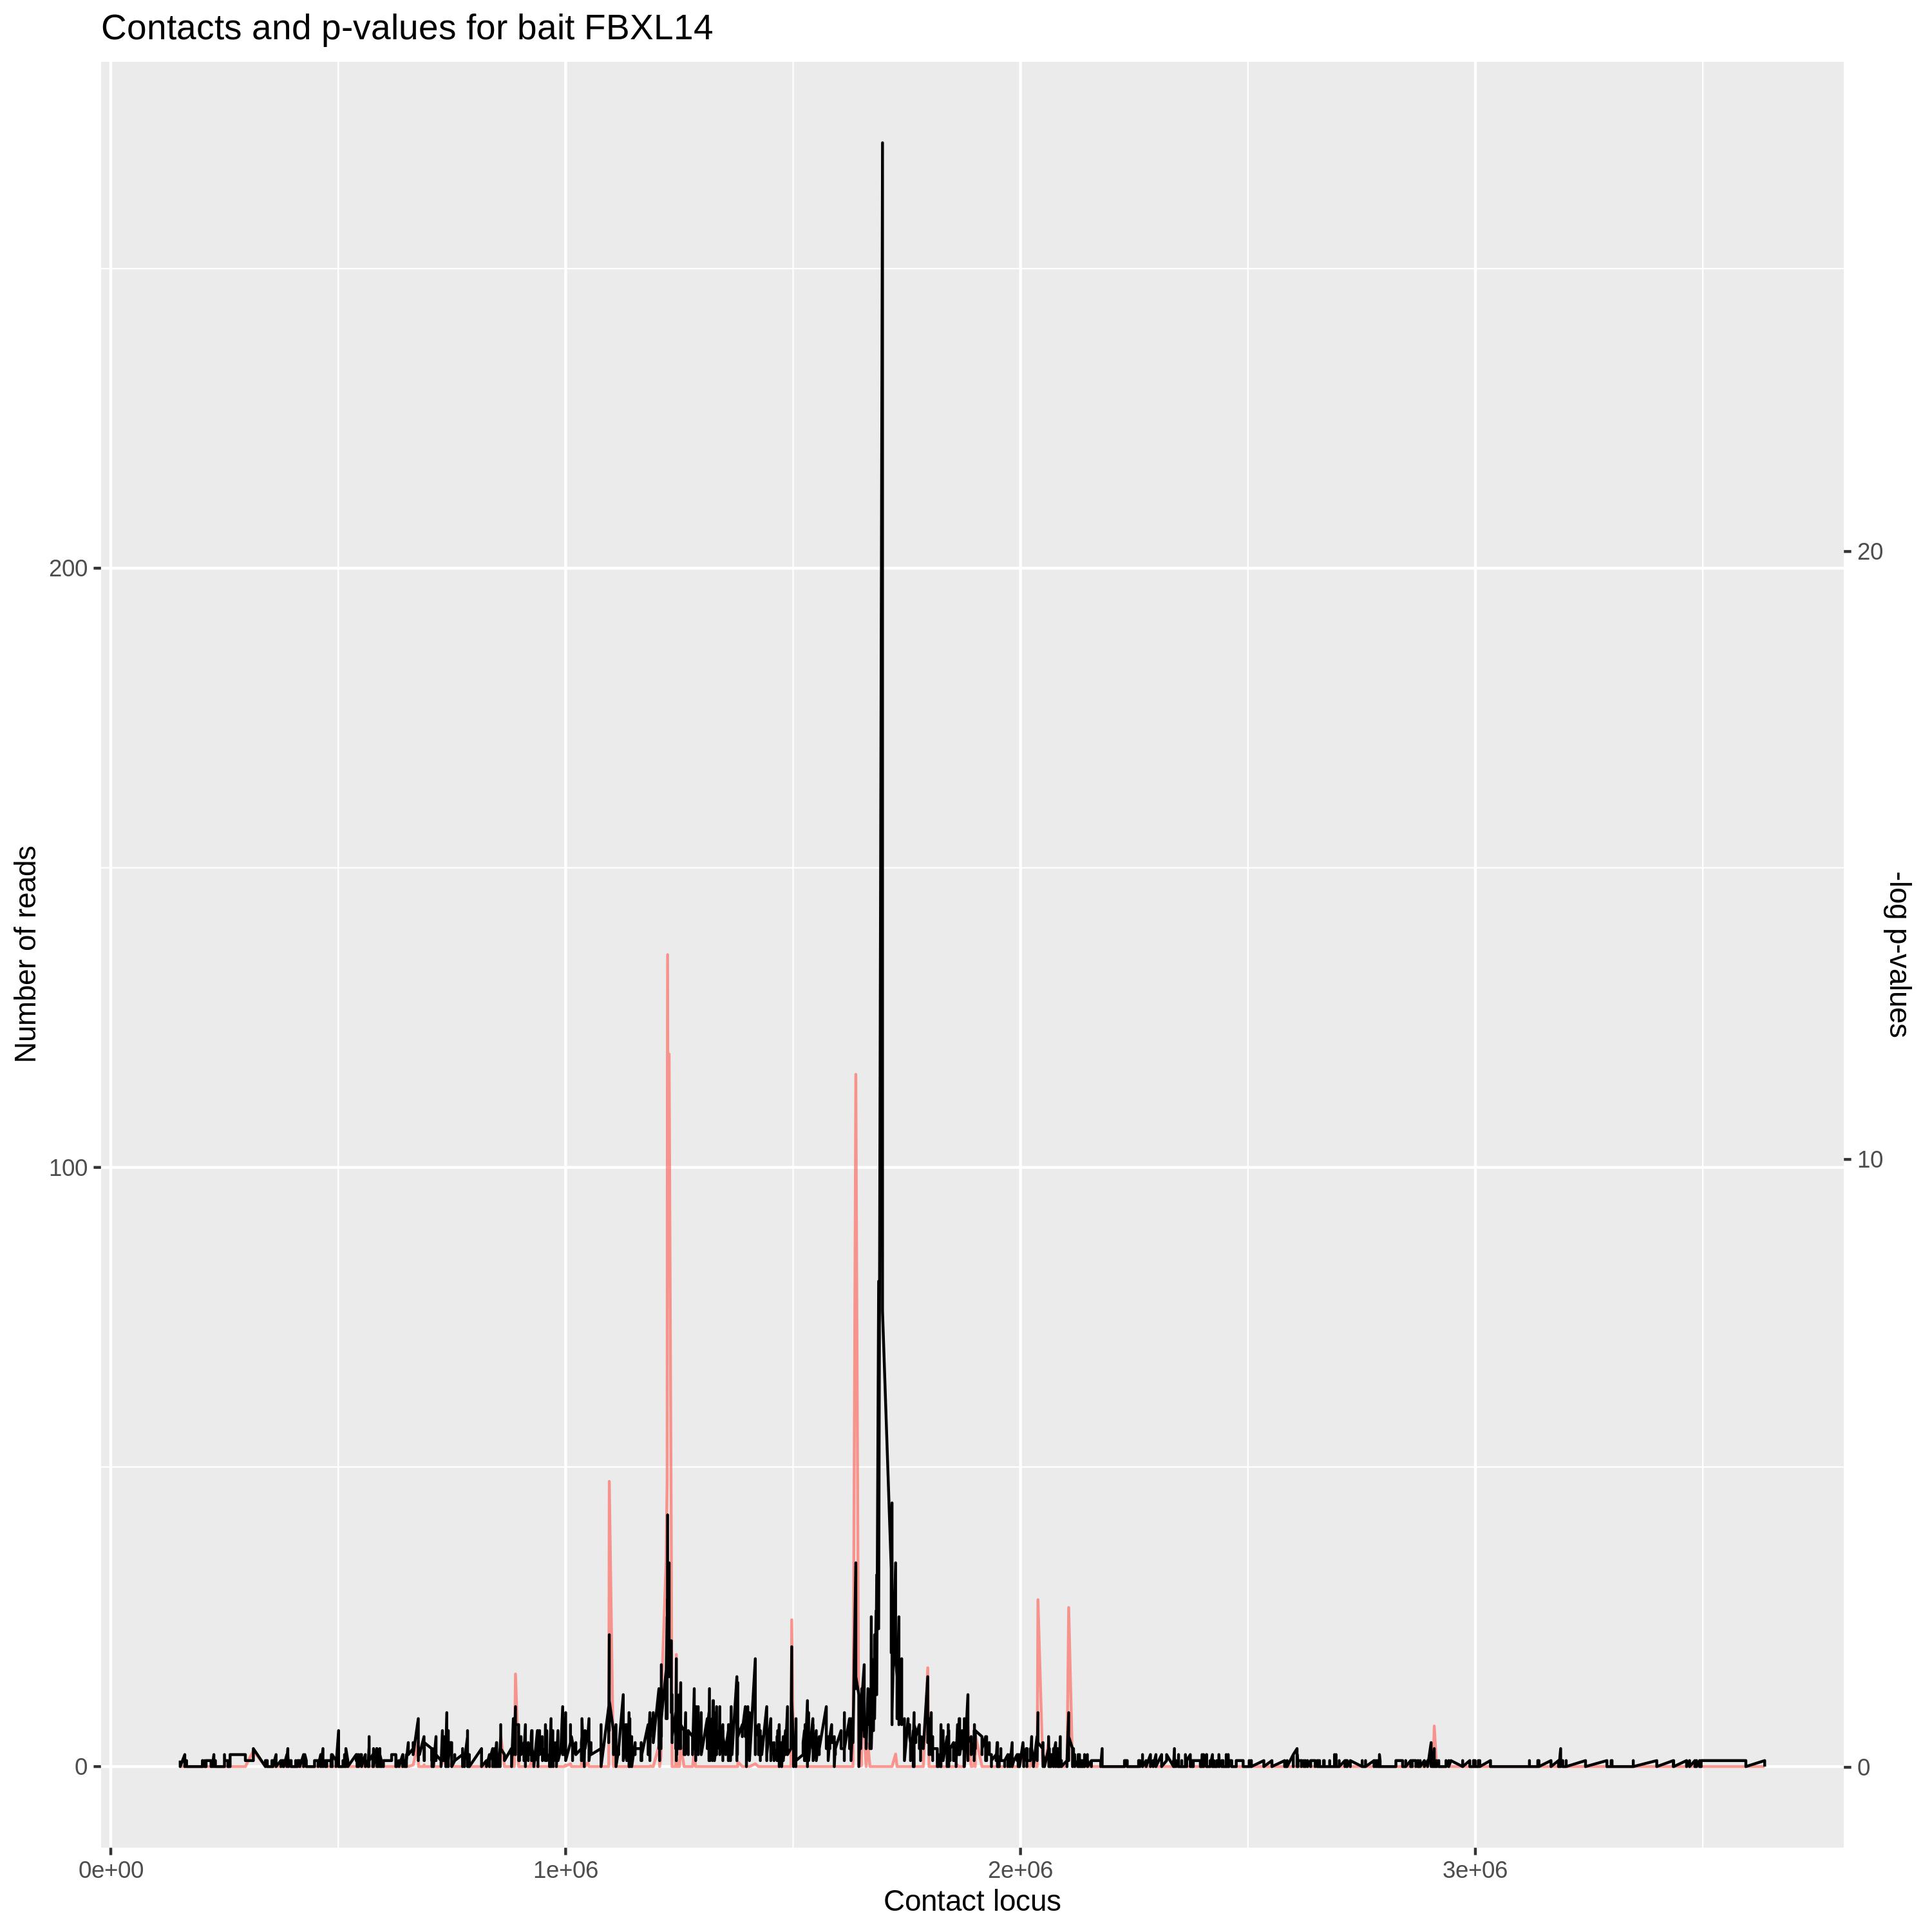 Contacts and p-values for bait FBXL14
Number of reads
200
100
0
20
10
0
-log p-values
0e+00
1e+06
2e+06
3e+06
Contact locus